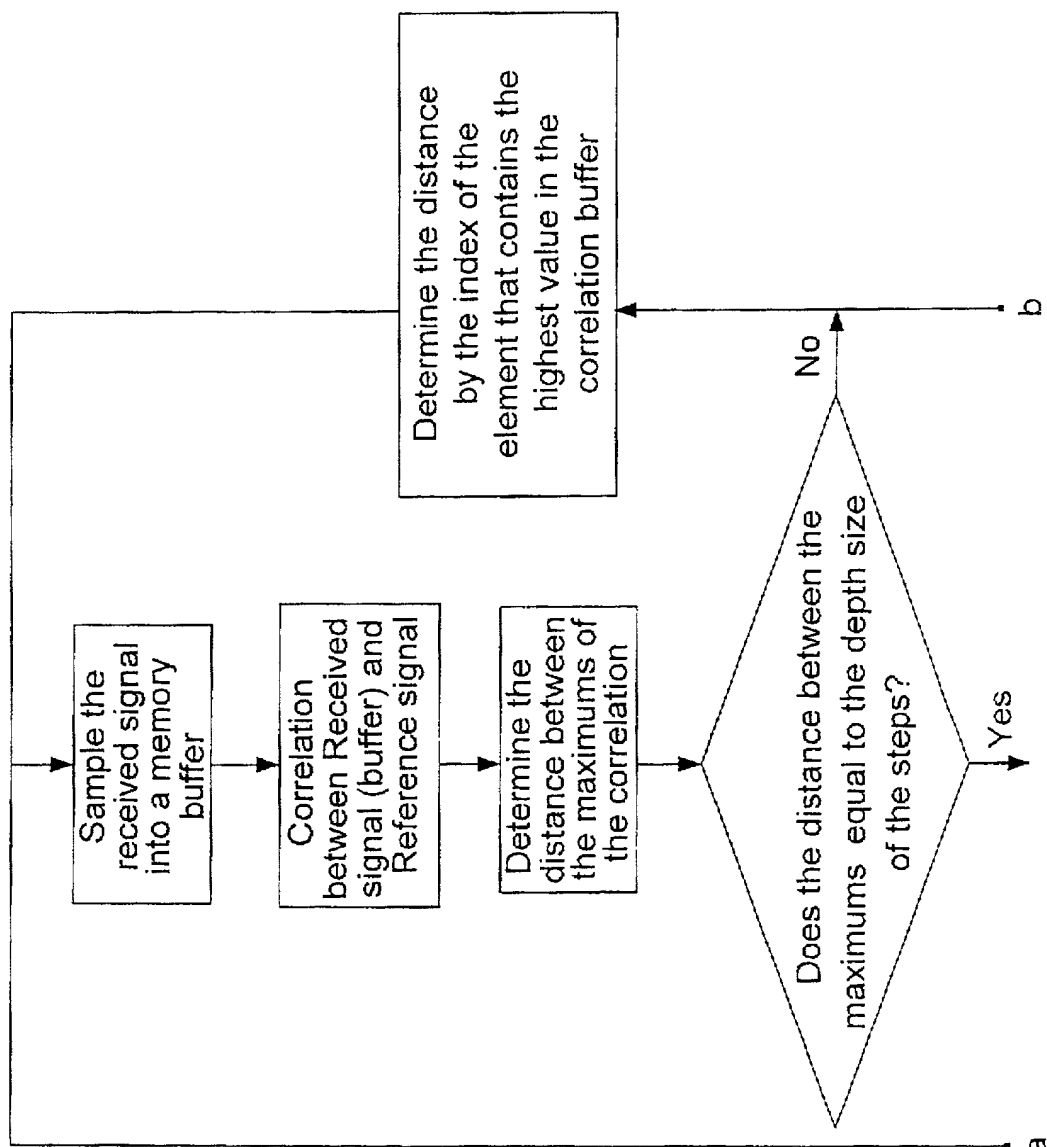 Sample the
received signal
into a memory
buffer
Correlation
between Received
signal (buffer) and
Reference signal
Determine the
distance between
the maximums of
the correlation
Does the distance between the
maximums equal to the depth size
of the steps?
No
Yes
Determine the distance
by the index of the
element that contains the
highest value in the
correlation buffer
a
b